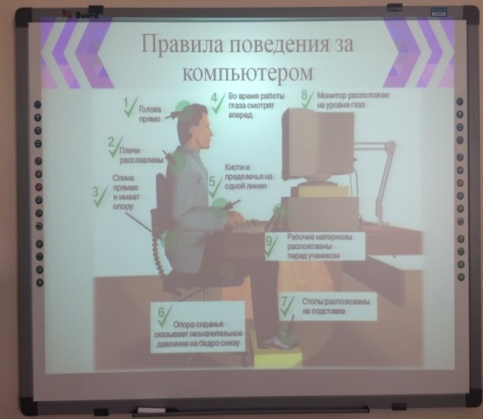 IQ Board
Правила поведения за
компьютером
1 Голова
прямо
2 Плечи
расслаблены
3 Спина
прямая
и имеет
опору
4 Во время работы
глаза смотрят
вперед
5 Кисти и
предплечья на
одной линии
6 Опора сиденья
оказывает незначительное
давление на бедро снизу
7 Стопы расположены
на подставке
8 Монитор расположен
на уровне глаз
9 Рабочие материалы
расположены
перед учеником